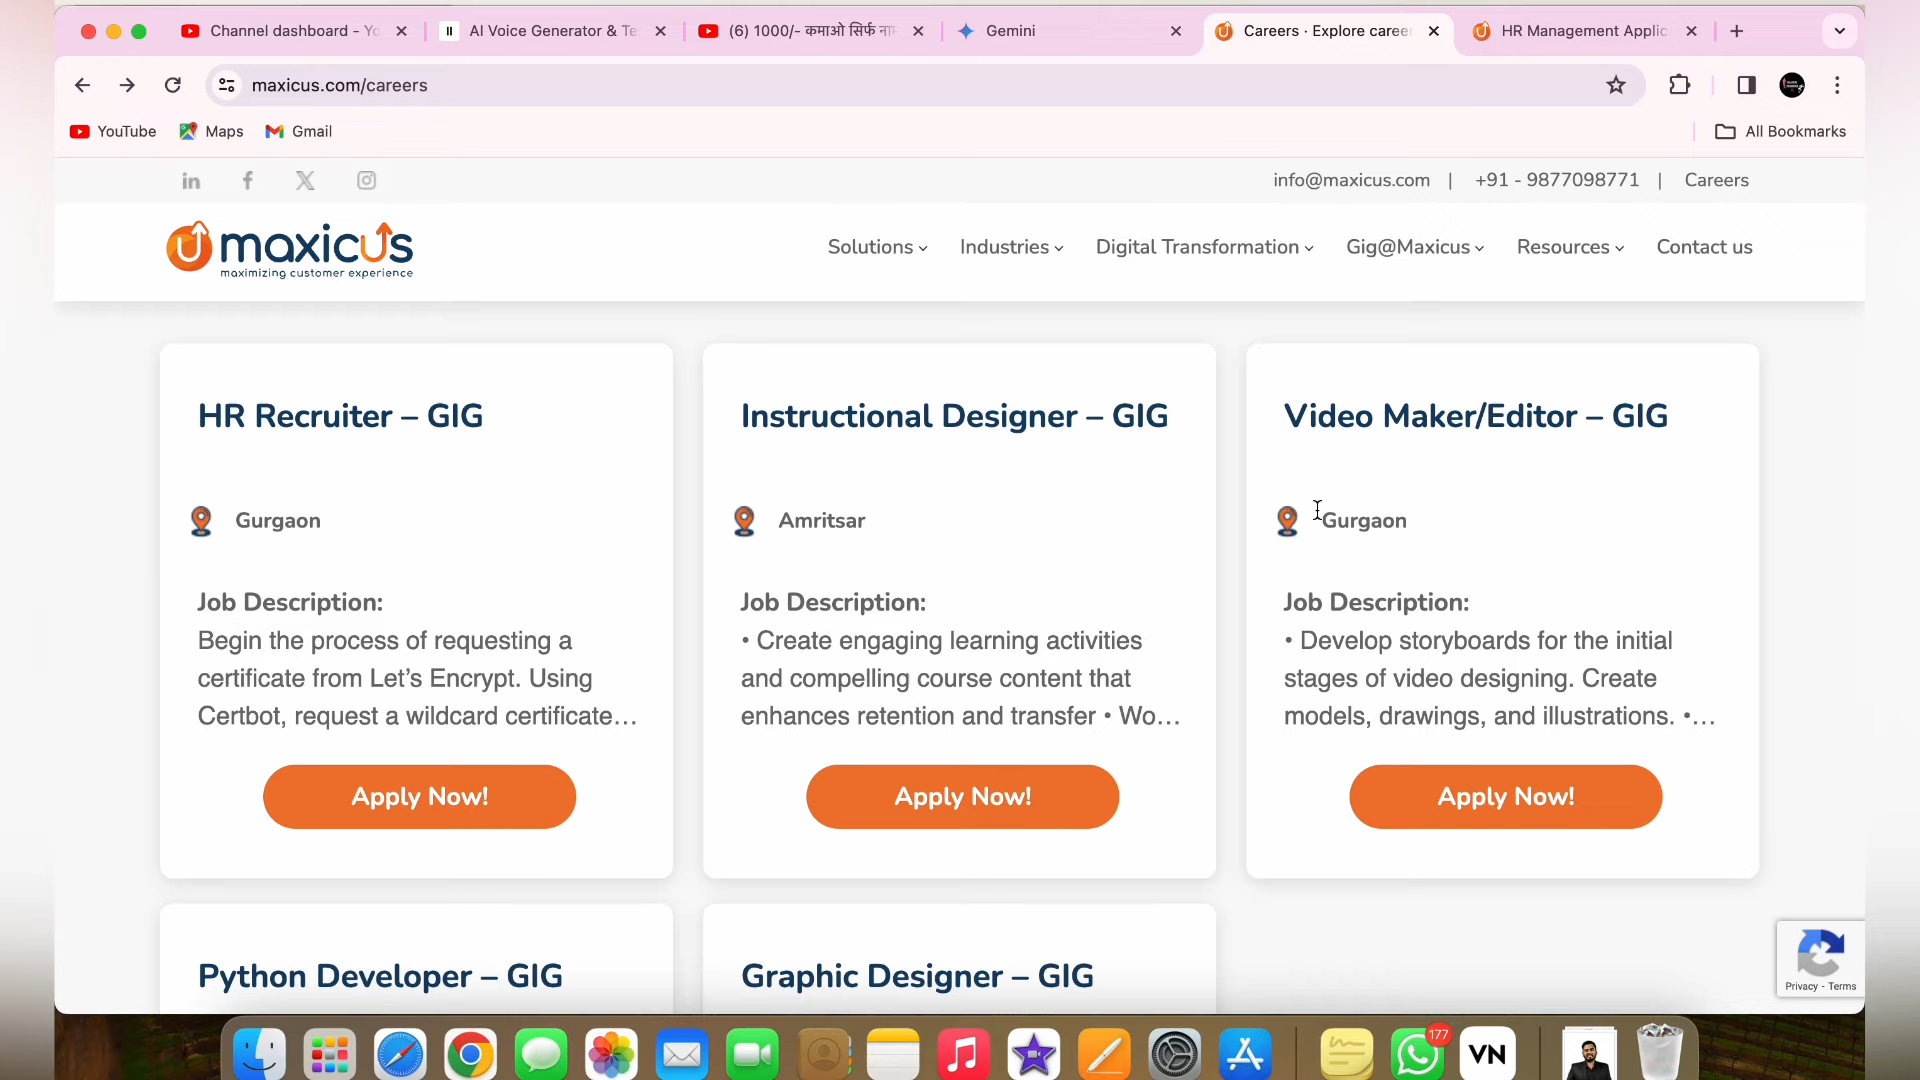 Channel dashboard - Yo
AI Voice Generator & Te
(6) 1000/- कमाओ सिर्फ
Gemini
Careers · Explore caree
HR Management Applic
maxicus.com/careers
YouTube
Maps
Gmail
All Bookmarks
info@maxicus.com | +91 - 9877098771 | Careers
maxicus
maximizing customer experience
Solutions
Industries
Digital Transformation
Gig@Maxicus
Resources
Contact us
HR Recruiter – GIG
Gurgaon
Job Description:
Begin the process of requesting a
certificate from Let's Encrypt. Using
Certbot, request a wildcard certificate...
Apply Now!
Instructional Designer – GIG
Amritsar
Job Description:
• Create engaging learning activities
and compelling course content that
enhances retention and transfer • Wo...
Apply Now!
Video Maker/Editor – GIG
Gurgaon
Job Description:
• Develop storyboards for the initial
stages of video designing. Create
models, drawings, and illustrations. •...
Apply Now!
Python Developer – GIG
Graphic Designer – GIG
Privacy - Terms
177
VN